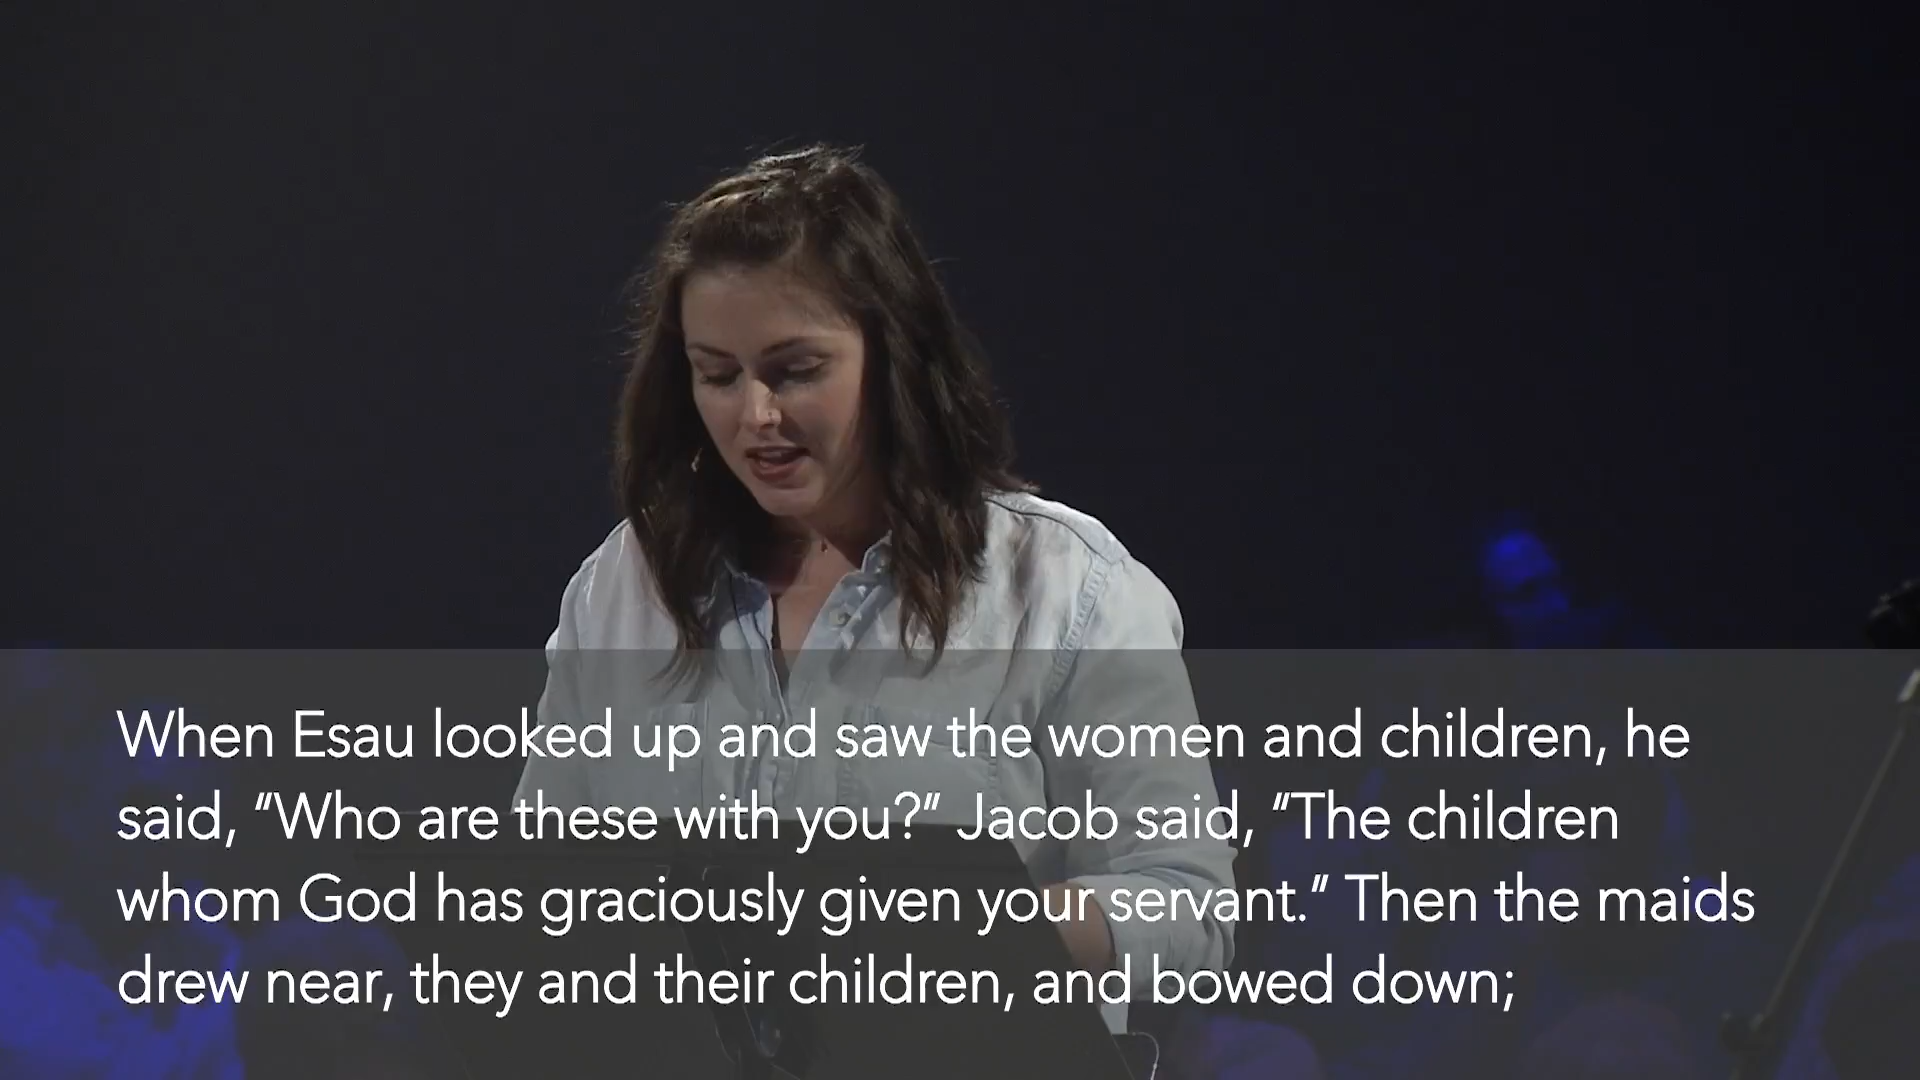 When Esau looked up and saw the women and children, he
said, “Who are these with you?” Jacob said, “The children
whom God has graciously given your servant.” Then the maids
drew near, they and their children, and bowed down;